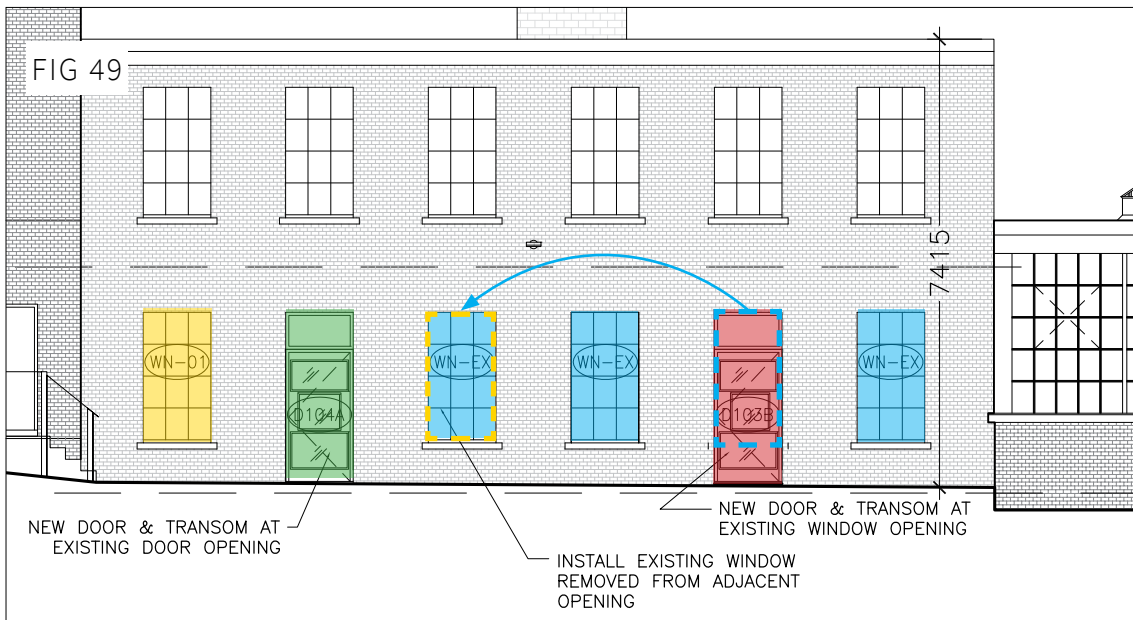 FIG 49
7415
WN-01
D104A
WN-EX
WN-EX
D103B
WN-EX
NEW DOOR & TRANSOM AT
EXISTING DOOR OPENING
INSTALL EXISTING WINDOW
REMOVED FROM ADJACENT
OPENING
NEW DOOR & TRANSOM AT
EXISTING WINDOW OPENING